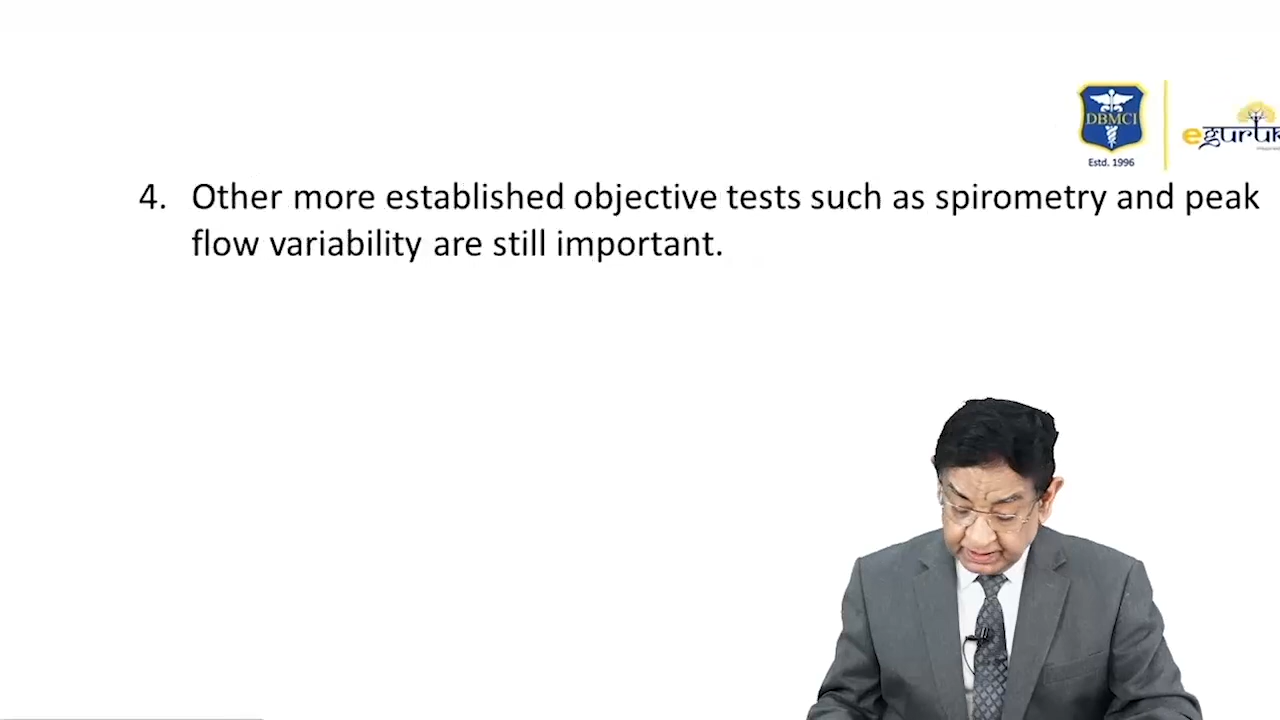 DBMCI
Estd. 1996
4. Other more established objective tests such as spirometry and peak
flow variability are still important.